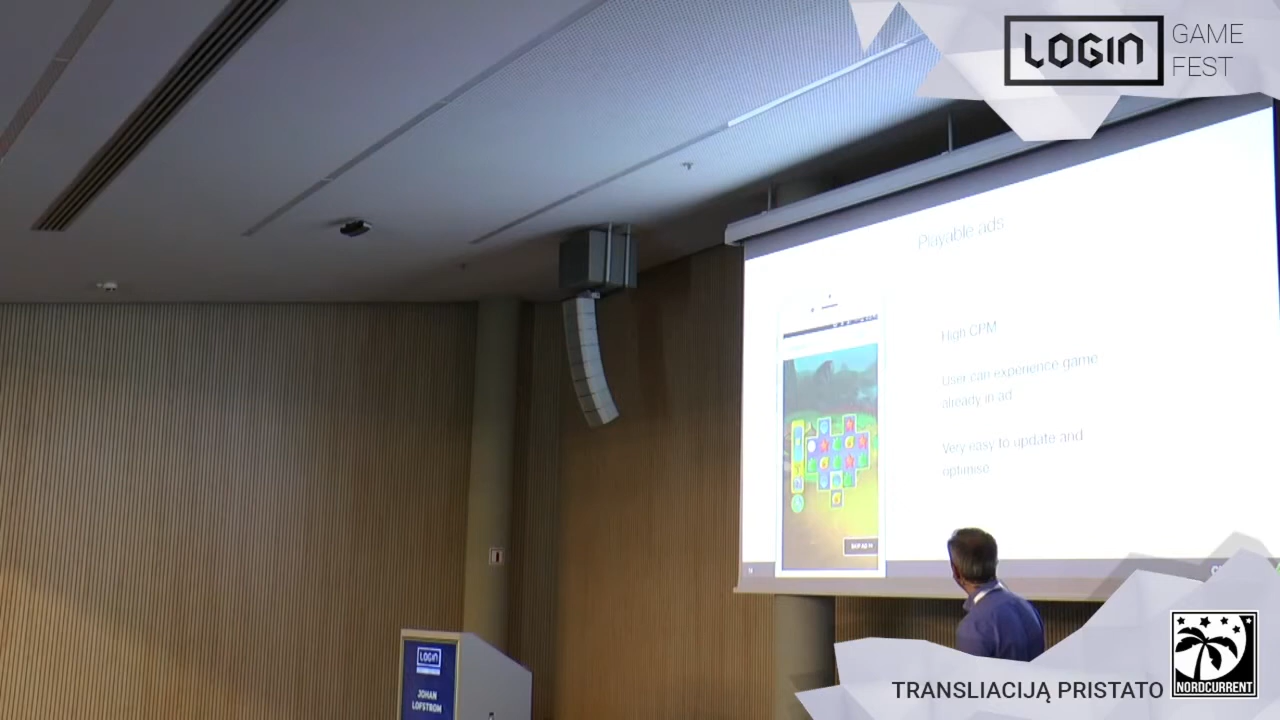 LOGIN
GAME
FEST
Playable ads
High CPM
User can experience game
already in ad
Very easy to update and
optimise
LOGIN
JOHAN
LOFSTROM
TRANSLIACIJĄ PRISTATO
NORDCURRENT